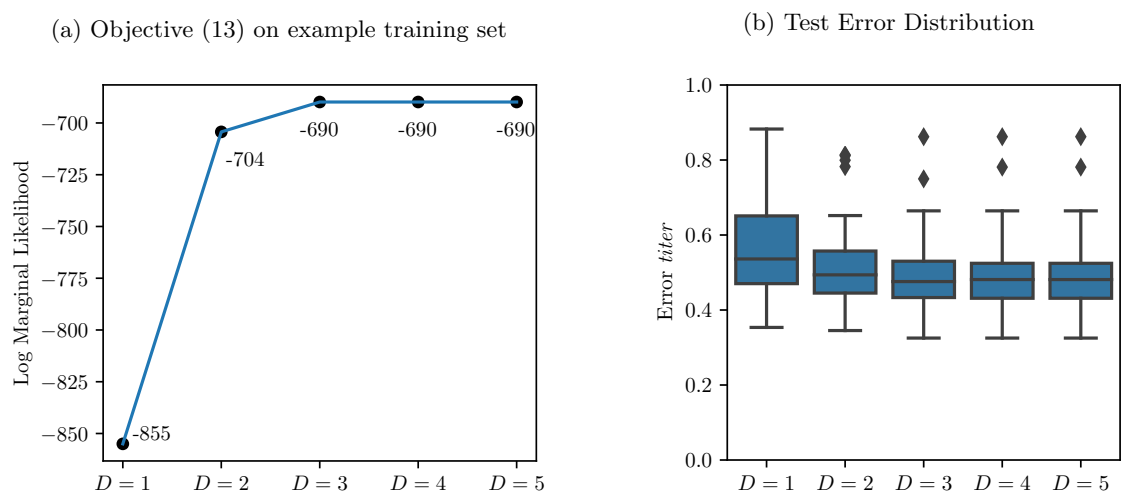 (a) Objective (13) on example training set
Log Marginal Likelihood
−700
−725
−750
−775
−800
−825
−850
-855
-704
-690
-690
-690
D = 1
D = 2
D = 3
D = 4
D = 5
(b) Test Error Distribution
Error titer
1.0
0.8
0.6
0.4
0.2
0.0
D = 1
D = 2
D = 3
D = 4
D = 5